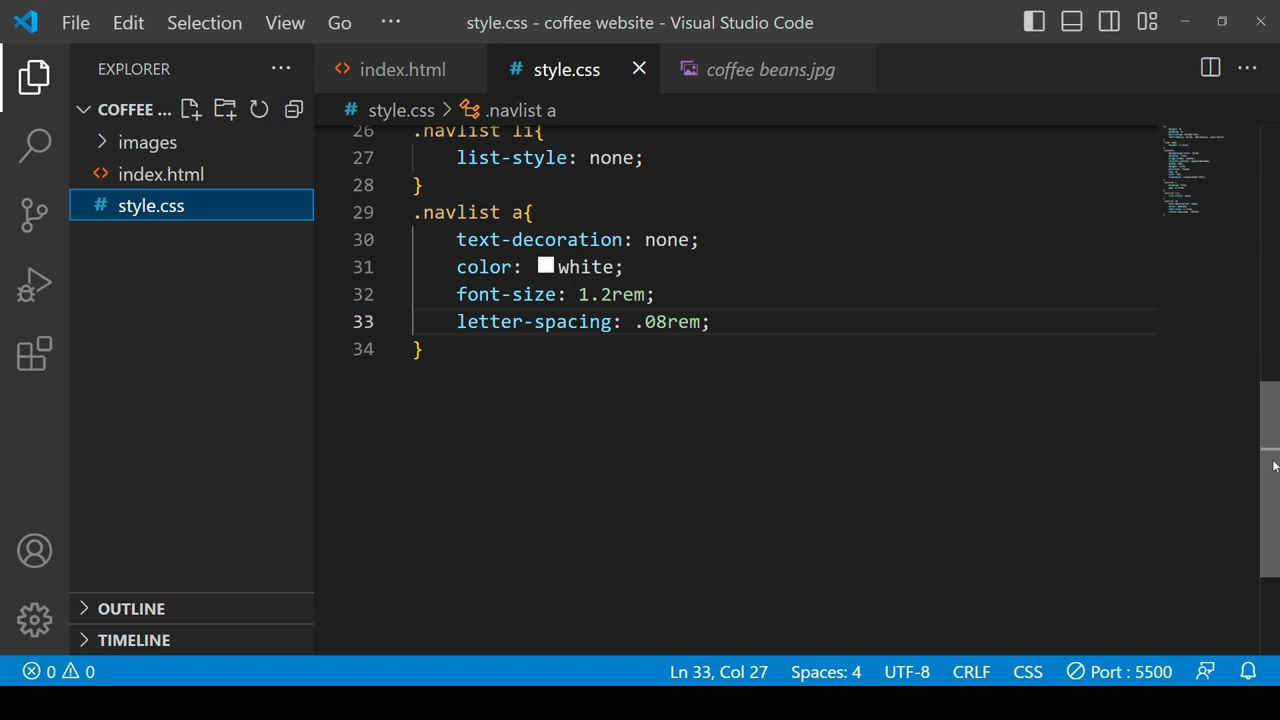 File Edit Selection View Go ···
style.css - coffee website - Visual Studio Code
EXPLORER ···
index.html
# style.css
coffee beans.jpg
COFFEE ...
images
index.html
# style.css
# style.css > .navlist a
26 .navlist li{
27 list-style: none;
28 }
29 .navlist a{
30 text-decoration: none;
31 color: white;
32 font-size: 1.2rem;
33 letter-spacing: .08rem;
34 }
OUTLINE
TIMELINE
0 0
Ln 33, Col 27 Spaces: 4 UTF-8 CRLF CSS Port : 5500